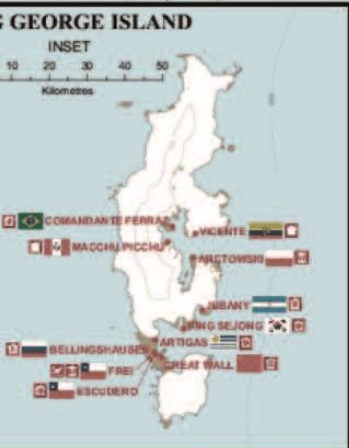 G GEORGE ISLAND
INSET
10 20 30 40 50
Kilometres
COMANDANTE FERRAZ
VICENTE
MACCHU PICCHU
ARCTOWSKI
JUBANY
KING SEJONG
ARTIGAS
BELLINGSHAUSEN
GREAT WALL
FREI
ESCUDERO